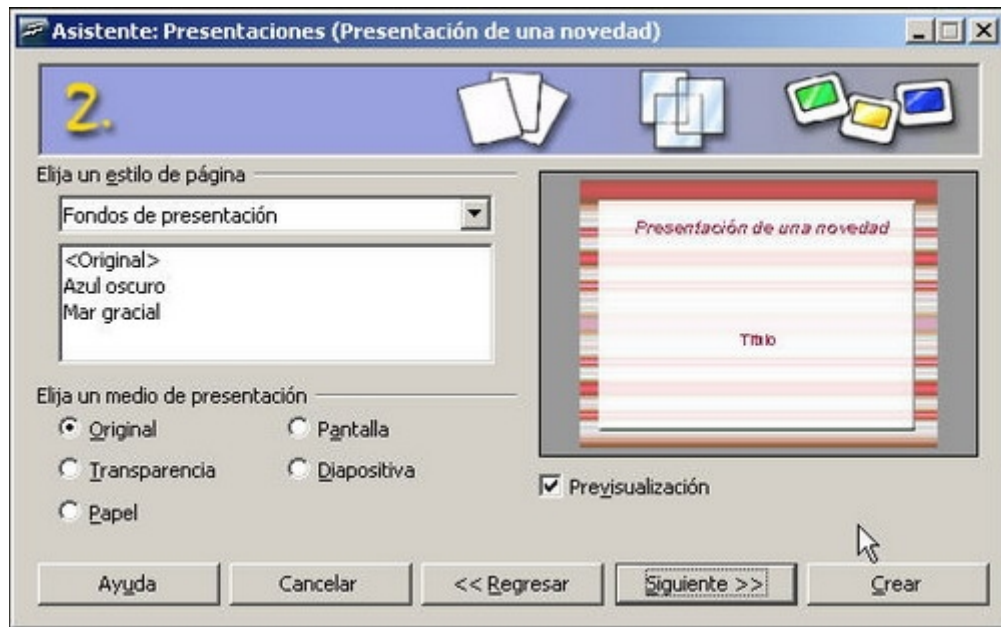 Asistente: Presentaciones (Presentación de una novedad)
2.
Elija un estilo de página
Fondos de presentación
<Original>
Azul oscuro
Mar gracial
Presentación de una novedad
Título
Elija un medio de presentación
Original
Pantalla
Transparencia
Diapositiva
Papel
Previsualización
Ayuda
Cancelar
<< Regresar
Siguiente >>
Crear